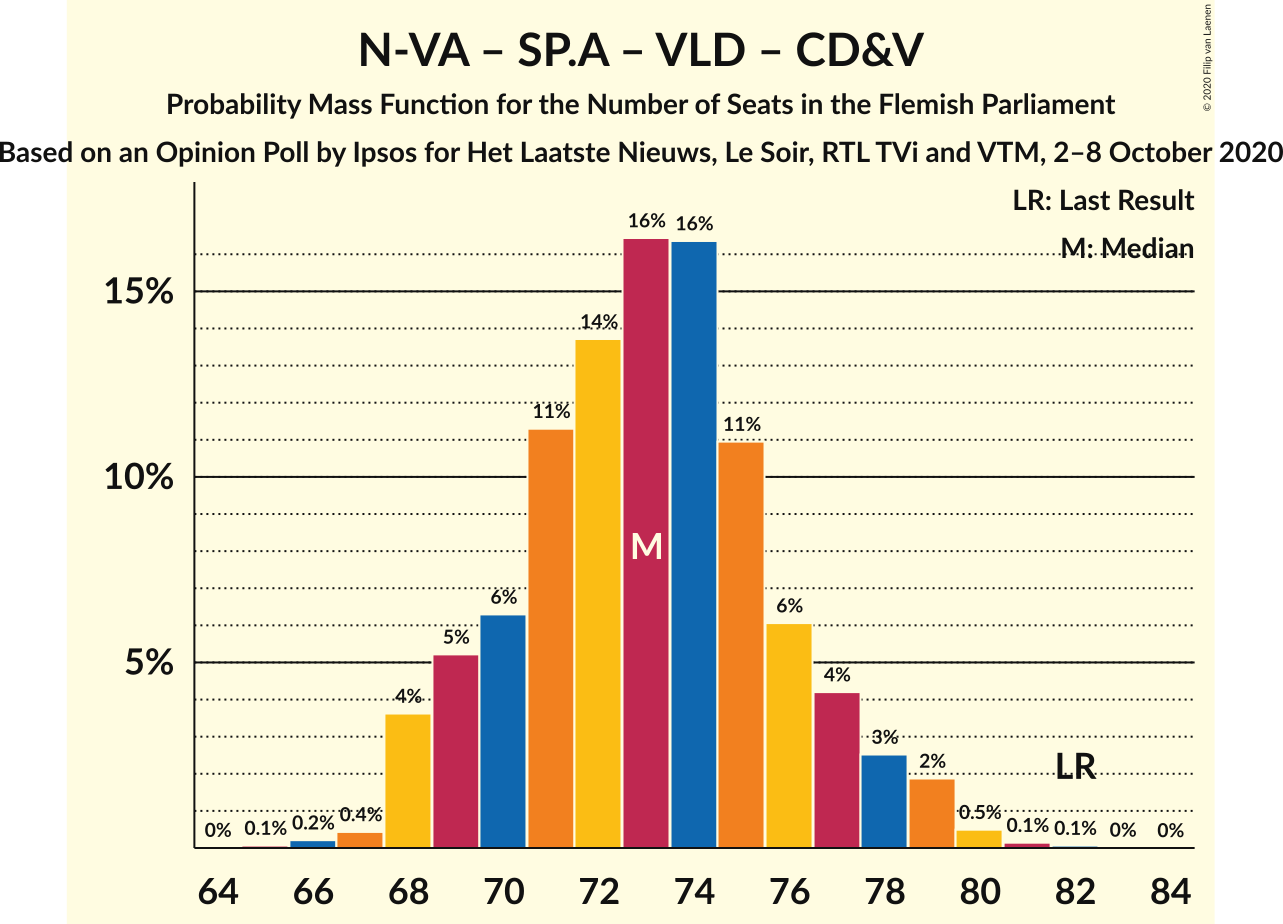 N-VA – SP.A – VLD – CD&V
Probability Mass Function for the Number of Seats in the Flemish Parliament
Based on an Opinion Poll by Ipsos for Het Laatste Nieuws, Le Soir, RTL TVi and VTM, 2–8 October 2020
© 2020 Filip van Laenen
LR: Last Result
M: Median
15%
10%
5%
0% 0.1% 0.2% 0.4% 4% 5% 6% 11% 14% 16% 16% 11% 6% 4% 3% 2% 0.5% 0.1% 0.1% 0% 0%
M
LR
64 66 68 70 72 74 76 78 80 82 84